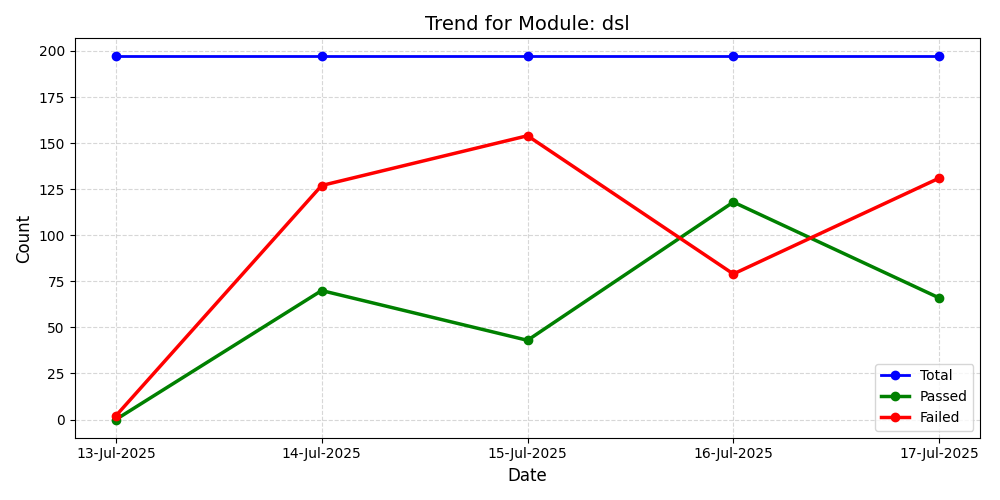 Trend for Module: dsl
200
175
150
125
100
75
50
25
0
Count
13-Jul-2025
14-Jul-2025
15-Jul-2025
16-Jul-2025
17-Jul-2025
Date
Total
Passed
Failed